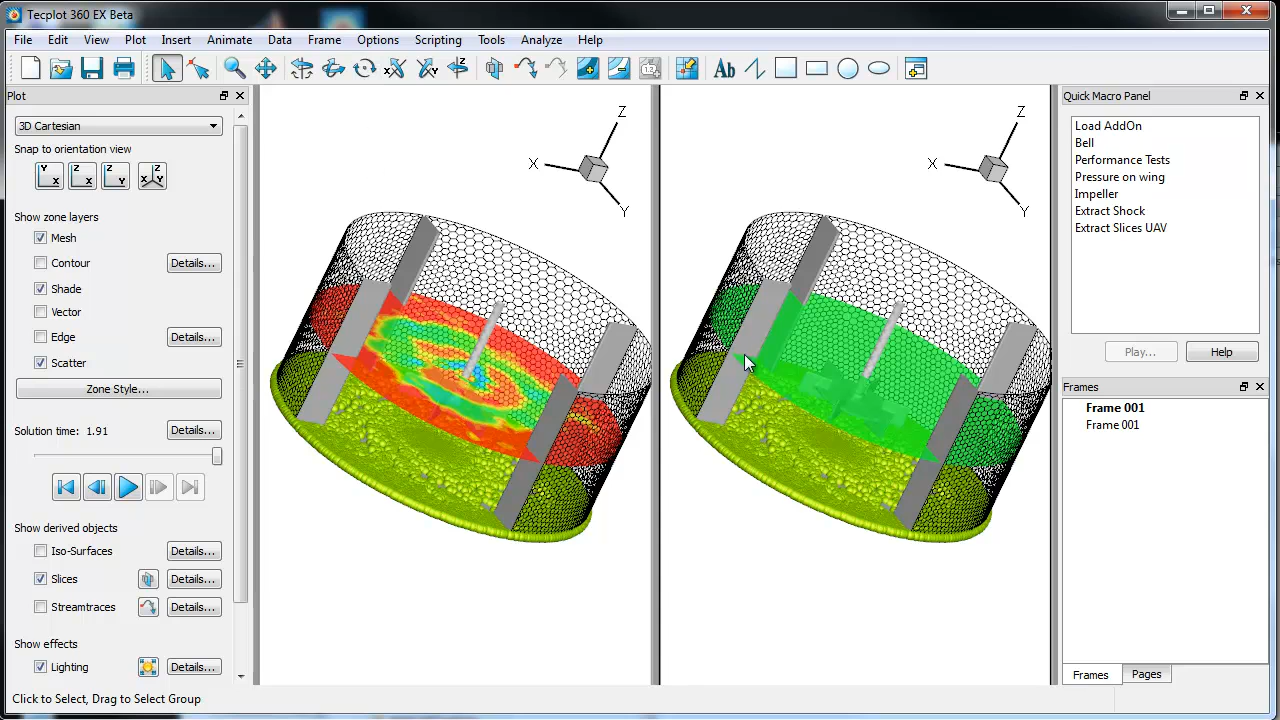 Tecplot 360 EX Beta
File Edit View Plot Insert Animate Data Frame Options Scripting Tools Analyze Help
Ab
Plot
3D Cartesian
Snap to orientation view
Y X Z X Z Y Z X Y
Show zone layers
Mesh
Contour Details...
Shade
Vector
Edge Details...
Scatter
Zone Style...
Solution time: 1.91 Details...
Show derived objects
Iso-Surfaces Details...
Slices Details...
Streamtraces Details...
Show effects
Lighting Details...
Click to Select, Drag to Select Group
Z
X
Y
Z
X
Y
Quick Macro Panel
Load AddOn
Bell
Performance Tests
Pressure on wing
Impeller
Extract Shock
Extract Slices UAV
Play... Help
Frames
Frame 001
Frame 001
Frames Pages